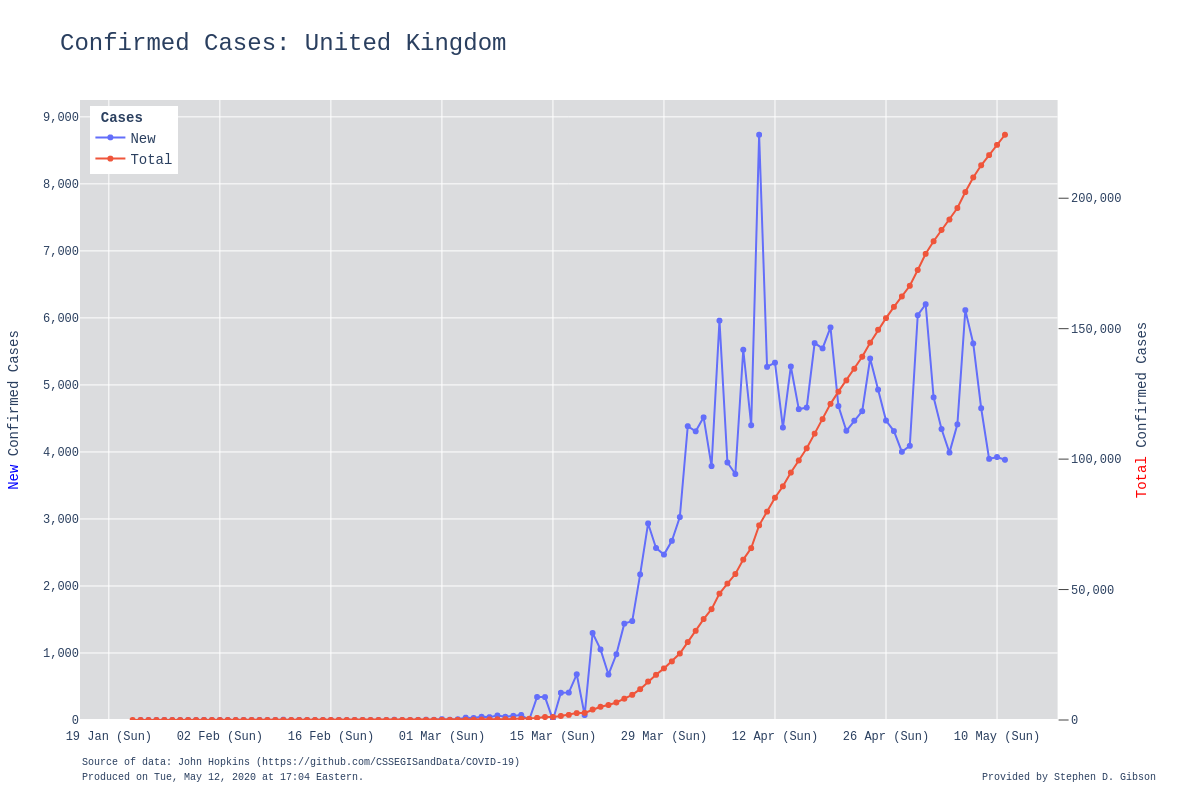 Confirmed Cases: United Kingdom
Cases
New
Total
9,000
8,000
7,000
6,000
5,000
4,000
3,000
2,000
1,000
0
New Confirmed Cases
200,000
150,000
100,000
50,000
0
Total Confirmed Cases
19 Jan (Sun) 02 Feb (Sun) 16 Feb (Sun) 01 Mar (Sun) 15 Mar (Sun) 29 Mar (Sun) 12 Apr (Sun) 26 Apr (Sun) 10 May (Sun)
Source of data: John Hopkins (https://github.com/CSSEGISandData/COVID-19)
Produced on Tue, May 12, 2020 at 17:04 Eastern.
Provided by Stephen D. Gibson